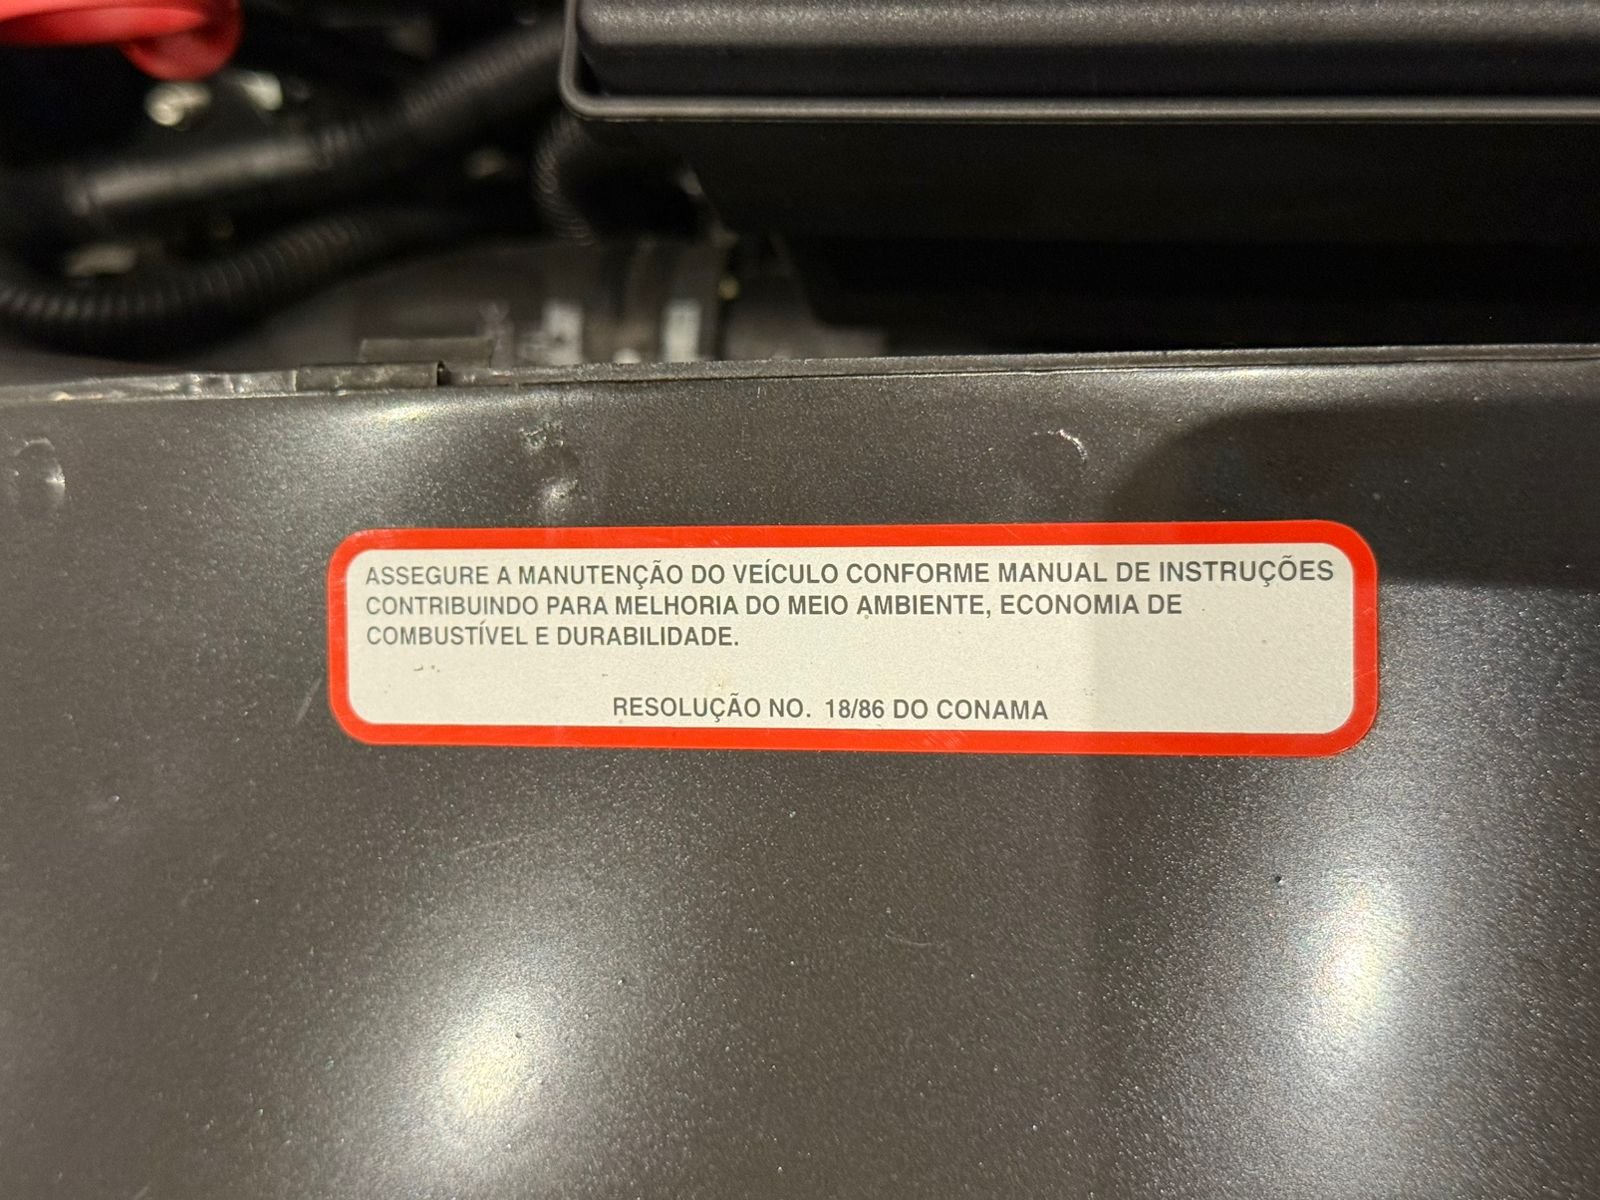 ASSEGURE A MANUTENÇÃO DO VEÍCULO CONFORME MANUAL DE INSTRUÇÕES
CONTRIBUINDO PARA MELHORIA DO MEIO AMBIENTE, ECONOMIA DE
COMBUSTÍVEL E DURABILIDADE.
RESOLUÇÃO NO. 18/86 DO CONAMA